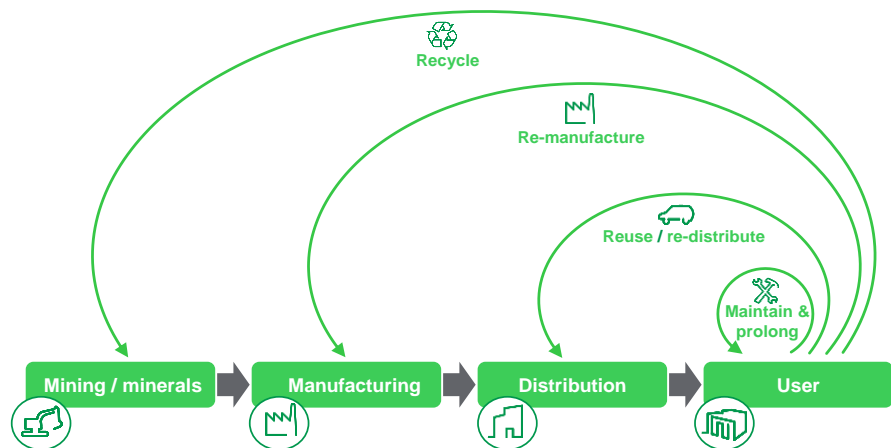 Recycle
Re-manufacture
Reuse / re-distribute
Maintain &
prolong
Mining / minerals
Manufacturing
Distribution
User